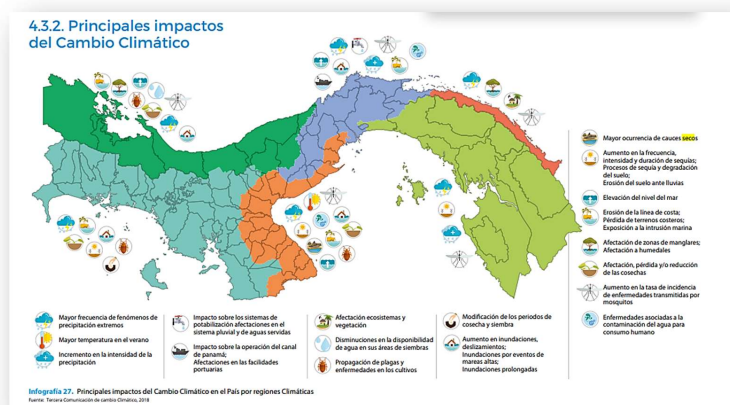 4.3.2. Principales impactos
del Cambio Climático
Mayor ocurrencia de cauces secos
Aumento en la frecuencia,
intensidad y duración de sequías;
Procesos de sequía y degradación
del suelo;
Erosión del suelo ante lluvias
Elevación del nivel del mar
Erosión de la línea de costa;
Pérdida de terrenos costeros;
Exposición a la intrusión marina
Afectación de zonas de manglares;
Afectación a humedales
Afectación, pérdida y/o reducción
de las cosechas
Aumento en la tasa de incidencia
de enfermedades transmitidas por
mosquitos
Enfermedades asociadas a la
contaminación del agua para
consumo humano
Mayor frecuencia de fenómenos de
precipitación extremos
Mayor temperatura en el verano
Incremento en la intensidad de la
precipitación
Impacto sobre los sistemas de
potabilización afectaciones en el
sistema pluvial y de aguas servidas
Impacto sobre la operación del canal
de panamá;
Afectaciones en las facilidades
portuarias
Afectación ecosistemas y
vegetación
Disminuciones en la disponibilidad
de agua en sus áreas de siembras
Propagación de plagas y
enfermedades en los cultivos
Modificación de los periodos de
cosecha y siembra
Aumento en inundaciones,
deslizamientos;
Inundaciones por eventos de
mareas altas;
Inundaciones prolongadas
Infografía 27. Principales impactos del Cambio Climático en el País por regiones Climáticas
Fuente: Tercera Comunicación de cambio Climático, 2018